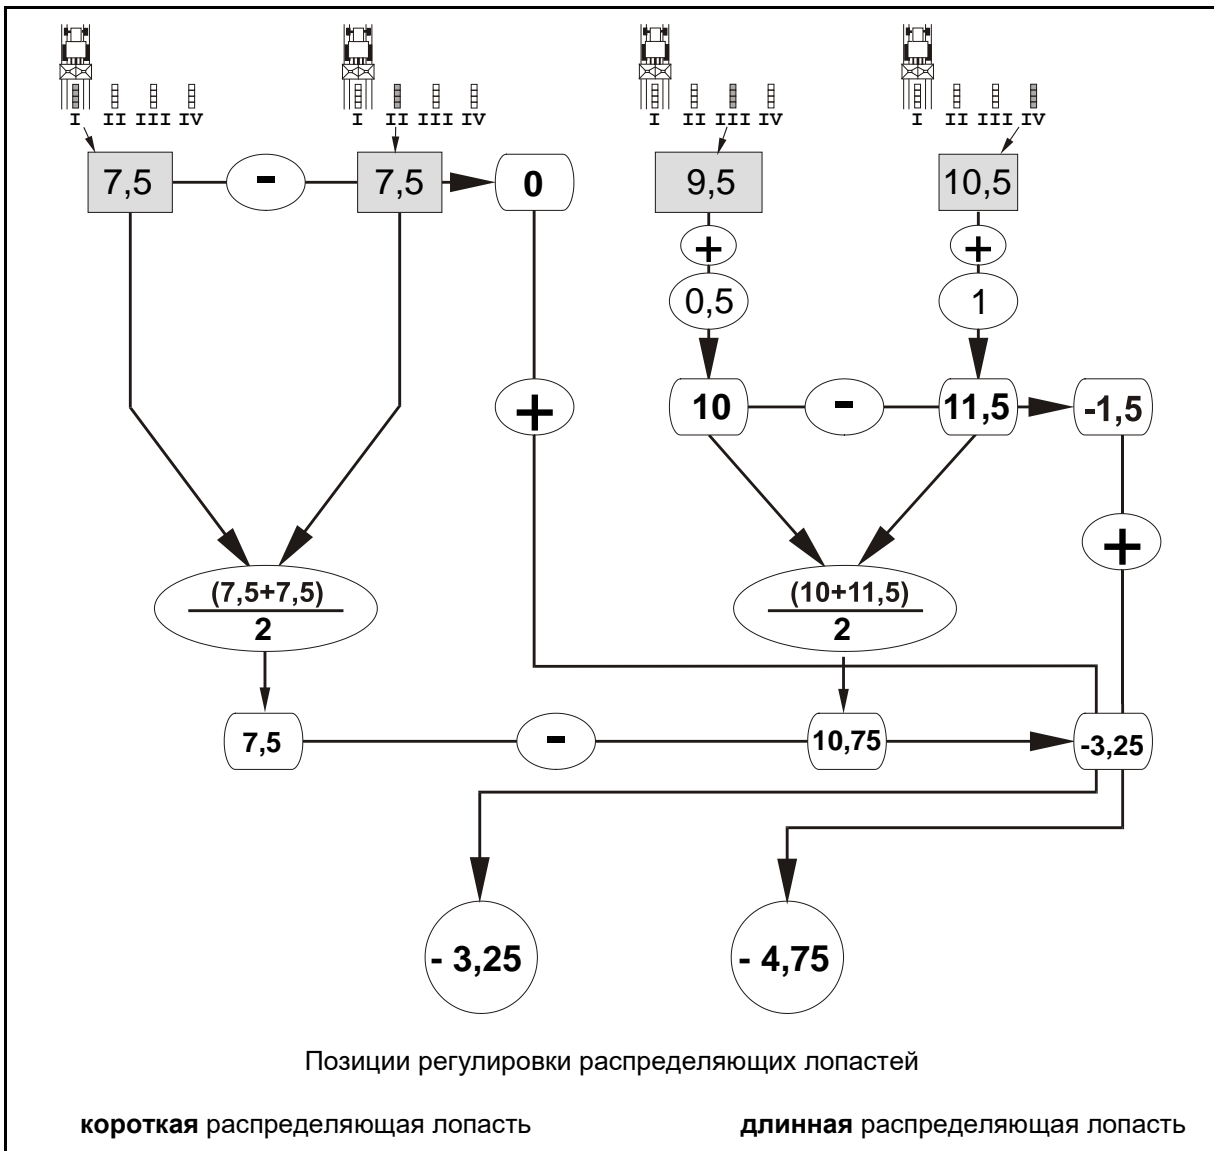 I II III IV I II III IV I II III IV I II III IV
7,5 - 7,5 0 9,5 10,5
+ +
0,5 1
+ 10 - 11,5 -1,5
+
(7,5+7,5) (10+11,5)
2 2
7,5 - 10,75 -3,25
- 3,25 - 4,75
Позиции регулировки распределяющих лопастей
короткая распределяющая лопасть длинная распределяющая лопасть